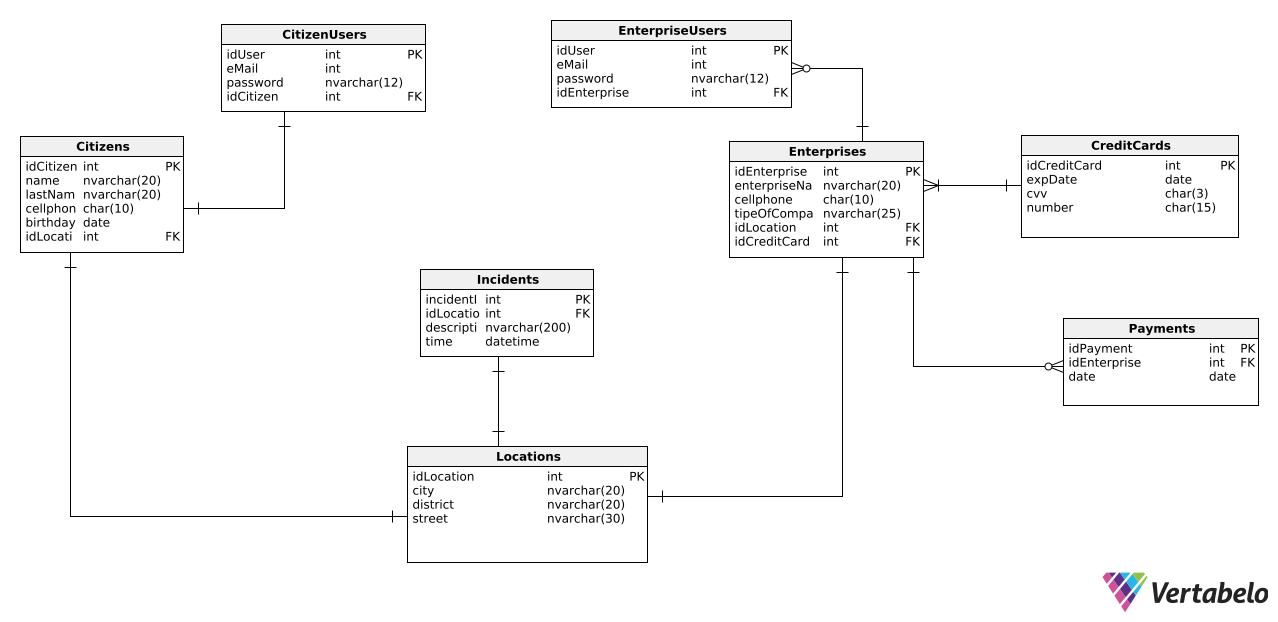 CitizenUsers
idUser int PK
eMail int
password nvarchar(12)
idCitizen int FK
EnterpriseUsers
idUser int PK
eMail int
password nvarchar(12)
idEnterprise int FK
Citizens
idCitizen int PK
name nvarchar(20)
lastNam nvarchar(20)
cellphon char(10)
birthday date
idLocati int FK
Enterprises
idEnterprise int PK
enterpriseNa nvarchar(20)
cellphone char(10)
tipeOfCompa nvarchar(25)
idLocation int FK
idCreditCard int FK
CreditCards
idCreditCard int PK
expDate date
cvv char(3)
number char(15)
Incidents
incidentI int PK
idLocatio int FK
descripti nvarchar(200)
time datetime
Payments
idPayment int PK
idEnterprise int FK
date date
Locations
idLocation int PK
city nvarchar(20)
district nvarchar(20)
street nvarchar(30)
Vertabelo